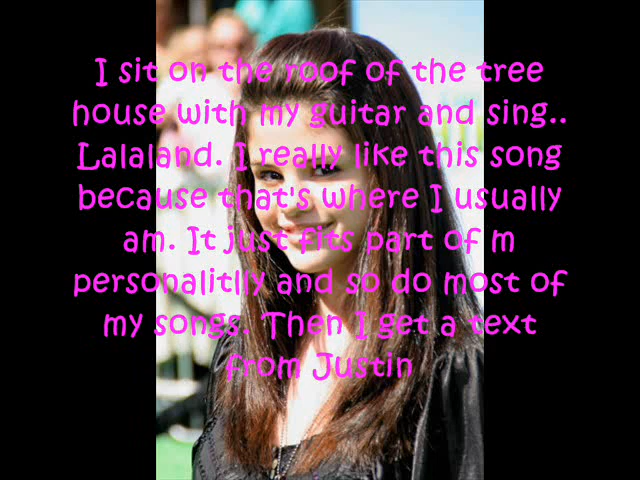 I sit on the roof of the tree
house with my guitar and sing..
Lalaland. I really like this song
because that's where I usually
am. It just fits part of m
personalitlly and so do most of
my songs. Then I get a text
from Justin